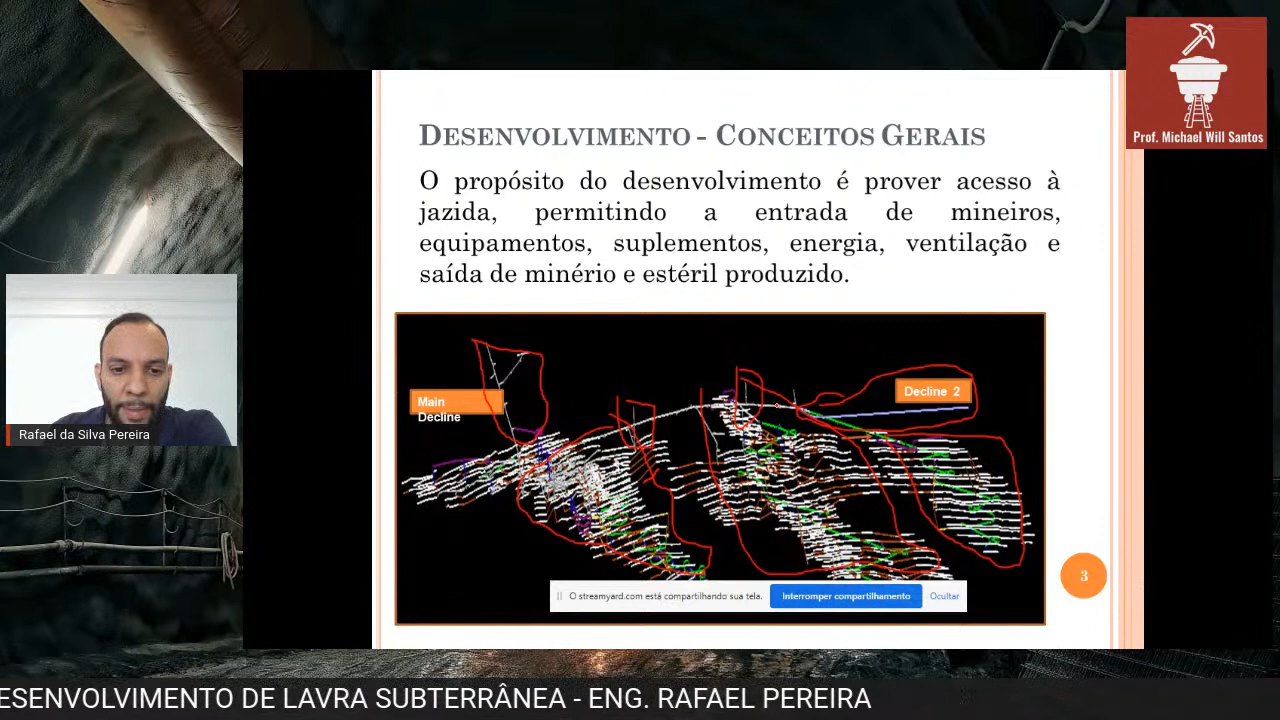 Prof. Michael Will Santos
DESENVOLVIMENTO - CONCEITOS GERAIS
O propósito do desenvolvimento é prover acesso à
jazida, permitindo a entrada de mineiros,
equipamentos, suplementos, energia, ventilação e
saída de minério e estéril produzido.
Main
Decline
Decline 2
Rafael da Silva Pereira
3
O streamyard.com está compartilhando sua tela.
Interromper compartilhamento
Ocultar
ESENVOLVIMENTO DE LAVRA SUBTERRÂNEA - ENG. RAFAEL PEREIRA